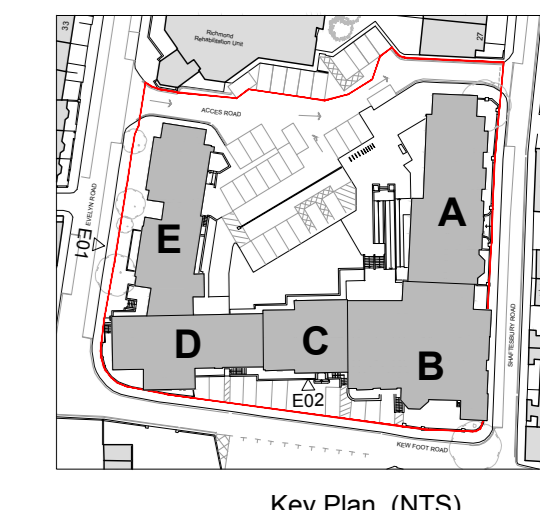 33
Richmond
Rehabilitation Unit
27
ACCES ROAD
A
EVELYN ROAD
E01
E
SHAFTESBURY ROAD
D
C
B
E02
KEW FOOT ROAD
Key Plan (NTS)